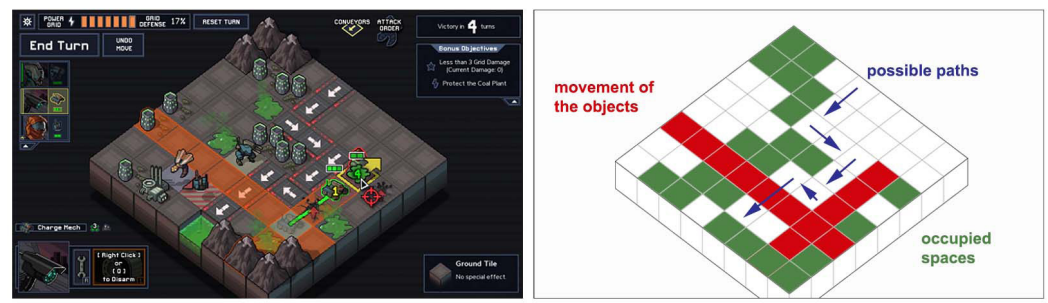 POWER
GRID
GRID
DEFENSE 17%
RESET TURN
CONVEYORS
ATTACK
ORDER
Victory in 4 turns
End Turn
UNDO
MOVE
Bonus Objectives
Less than 3 Grid Damage
(Current Damage: 0)
Protect the Coal Plant
4
1
Charge Mech
[ Right Click ]
or
[ Q ]
to Disarm
Ground Tile
No special effect.
movement of
the objects
possible paths
occupied
spaces